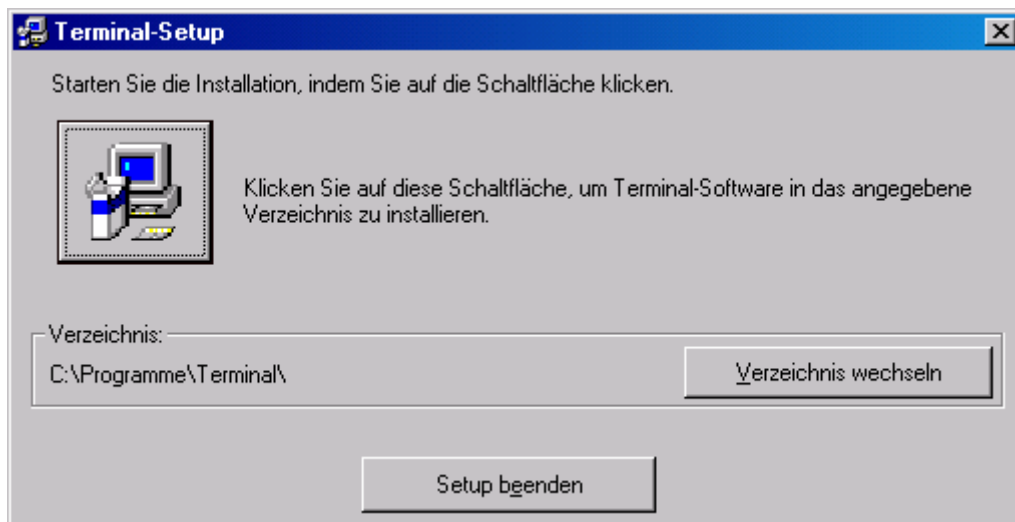 Terminal-Setup
Starten Sie die Installation, indem Sie auf die Schaltfläche klicken.
Klicken Sie auf diese Schaltfläche, um Terminal-Software in das angegebene
Verzeichnis zu installieren.
Verzeichnis:
C:\Programme\Terminal\
Verzeichnis wechseln
Setup beenden